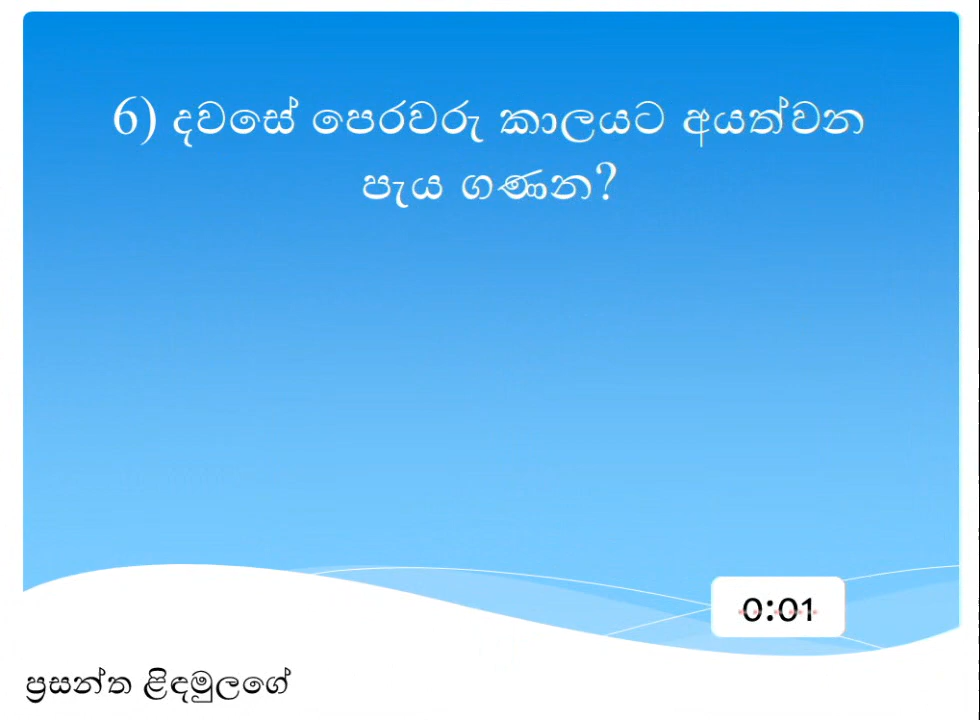 6) දවසේ පෙරවරු කාලයට අයත්වන
පැය ගණන?
0:01
ප්‍රසන්ත ළිඳමුලගේ